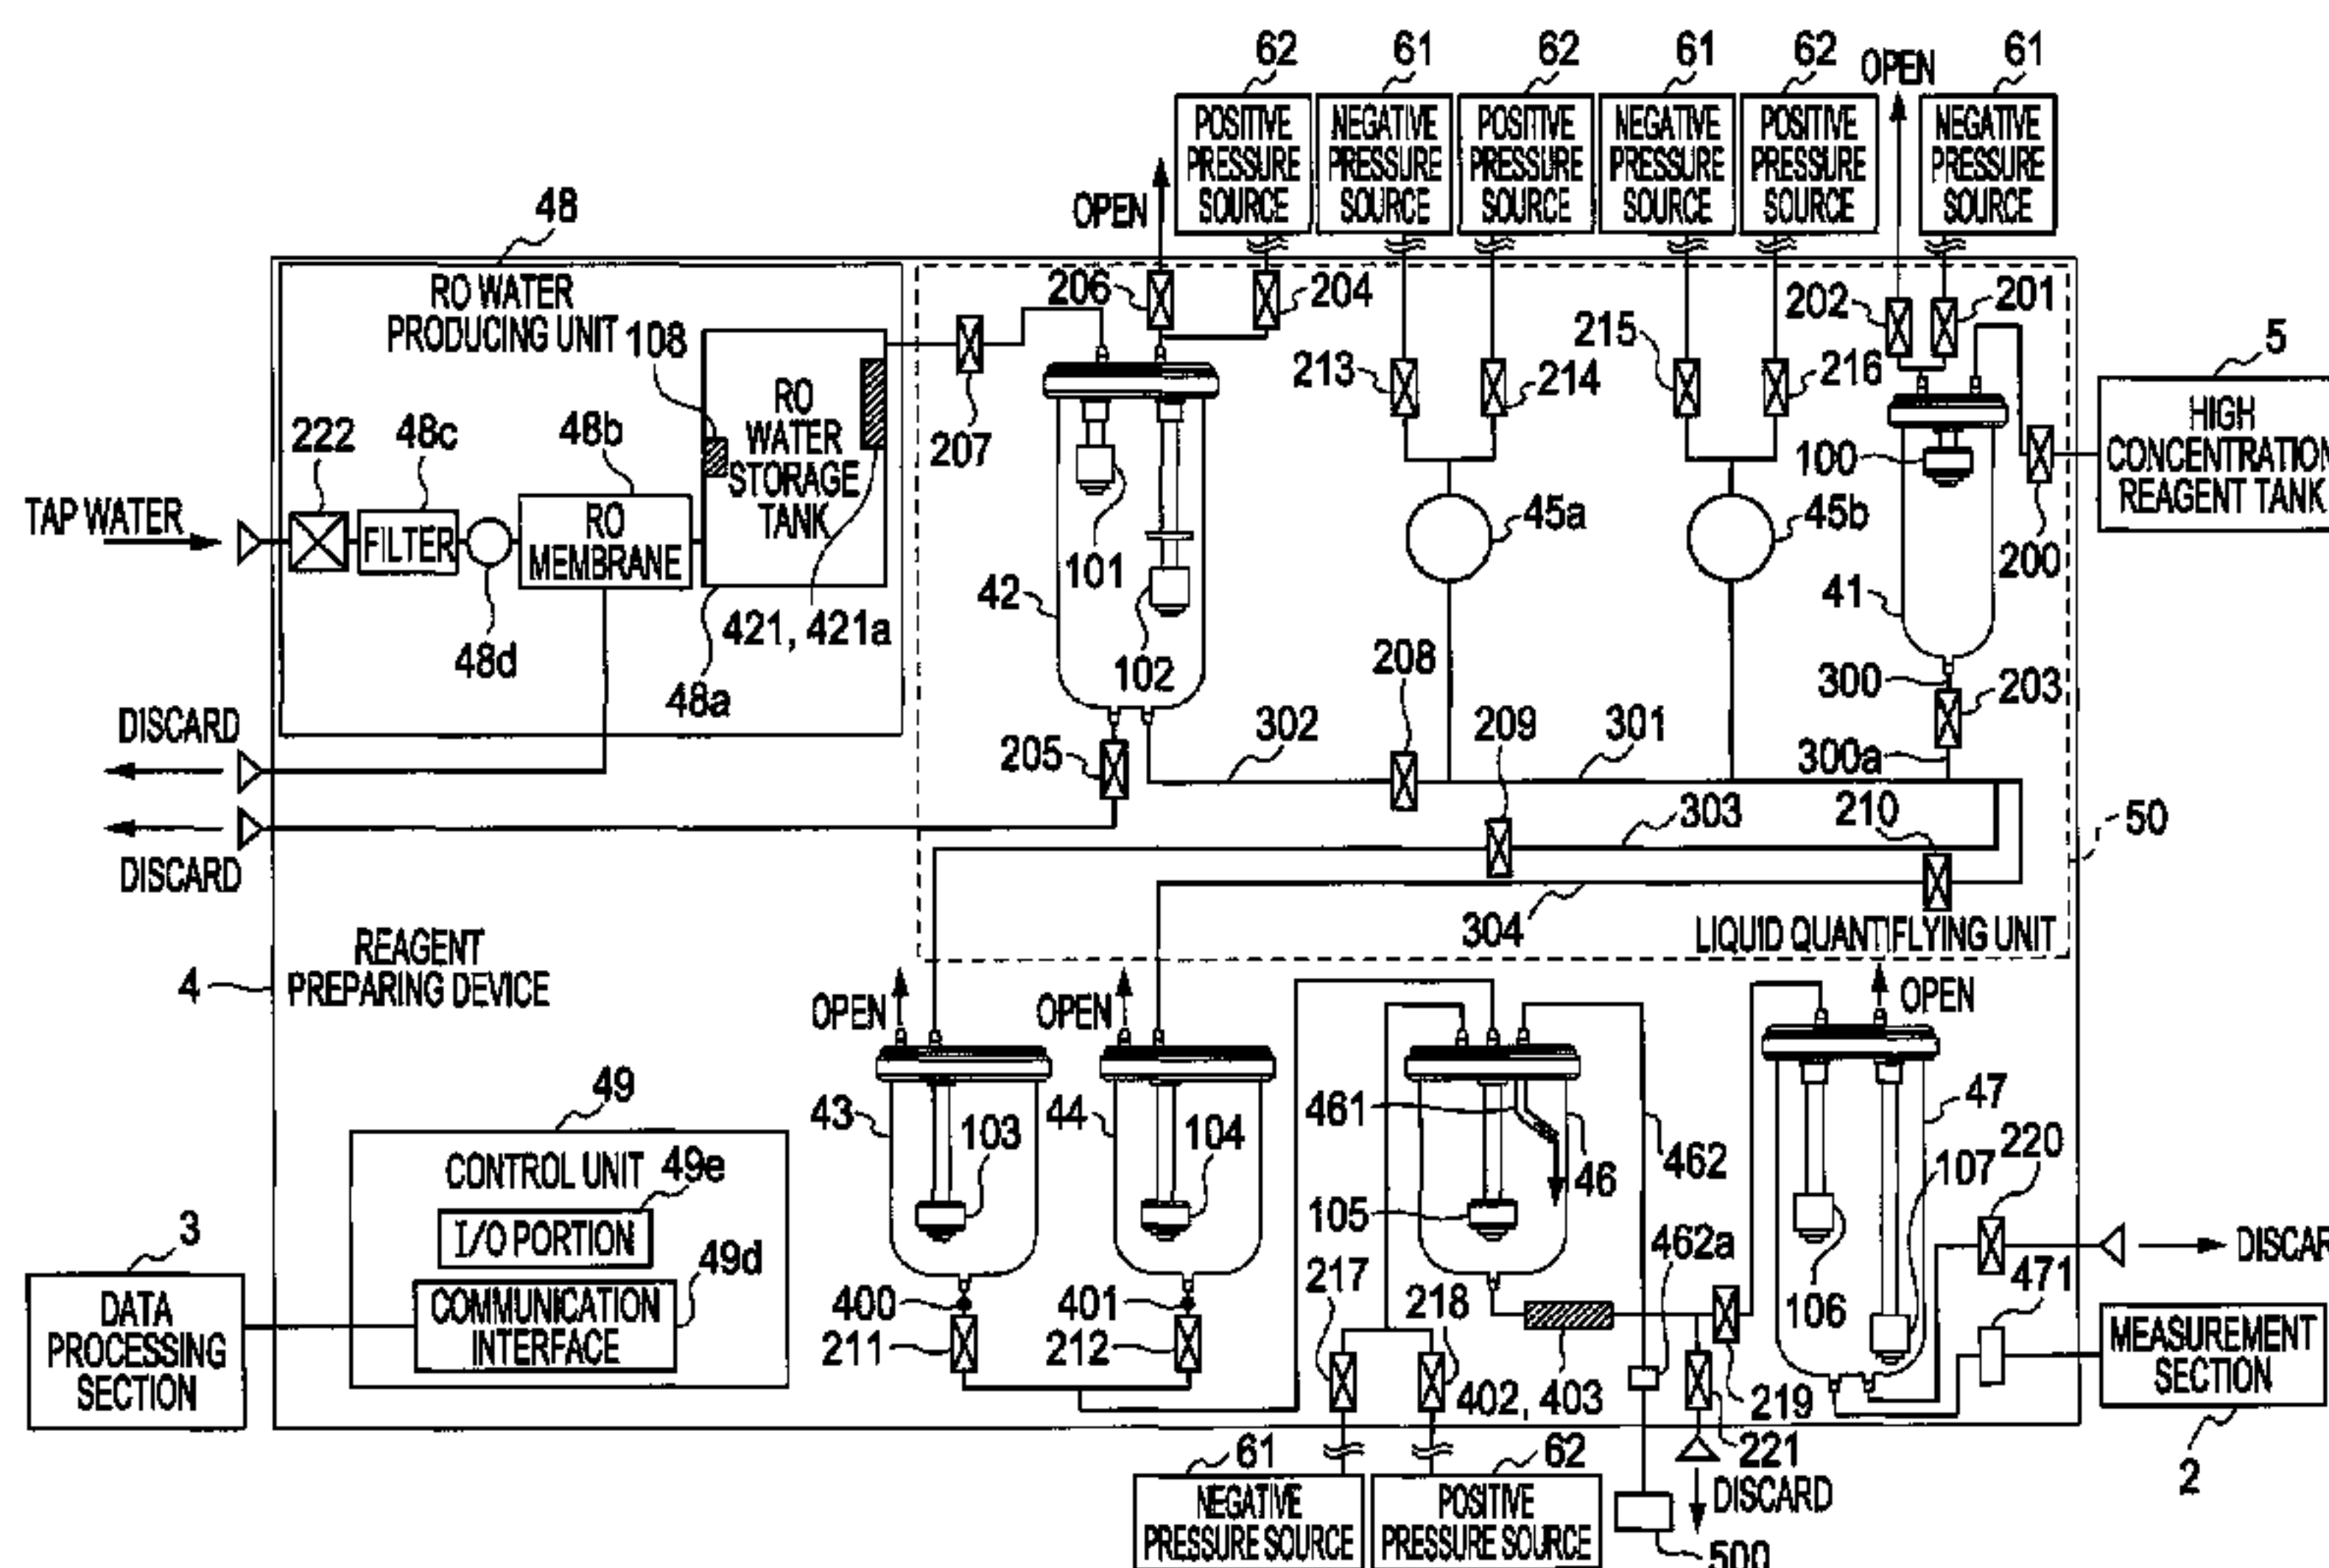 62 61 62 61 62 OPEN 61
POSITIVE PRESSURE SOURCE
NEGATIVE PRESSURE SOURCE
POSITIVE PRESSURE SOURCE
NEGATIVE PRESSURE SOURCE
POSITIVE PRESSURE SOURCE
NEGATIVE PRESSURE SOURCE
OPEN
48
RO WATER
PRODUCING UNIT
108
206
204
202
201
207
213
214
215
216
5
HIGH
CONCENTRATION
REAGENT TANK
200
222
48c
48b
RO
WATER
STORAGE
TANK
TAP WATER
FILTER
RO
MEMBRANE
48d
421, 421a
48a
101
42
102
45a
45b
100
41
300
203
300a
208
302
209
301
205
210
303
50
304
DISCARD
DISCARD
LIQUID QUANTIFLYING UNIT
REAGENT
PREPARING DEVICE
4
OPEN
OPEN
OPEN
49
CONTROL UNIT
49e
I/O PORTION
49d
COMMUNICATION
INTERFACE
3
DATA
PROCESSING
SECTION
43
103
44
104
461
46
462
105
47
107
220
106
DISCAR
471
462a
400
401
211
212
217
218
402, 403
219
221
MEASUREMENT
SECTION
2
61
NEGATIVE
PRESSURE SOURCE
62
POSITIVE
PRESSURE SOURCE
DISCARD
500